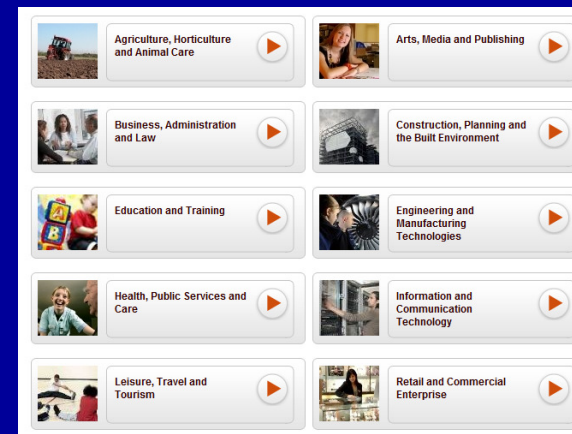 Agriculture, Horticulture
and Animal Care
Arts, Media and Publishing
Business, Administration
and Law
Construction, Planning and
the Built Environment
Education and Training
Engineering and
Manufacturing
Technologies
Health, Public Services and
Care
Information and
Communication
Technology
Leisure, Travel and
Tourism
Retail and Commercial
Enterprise